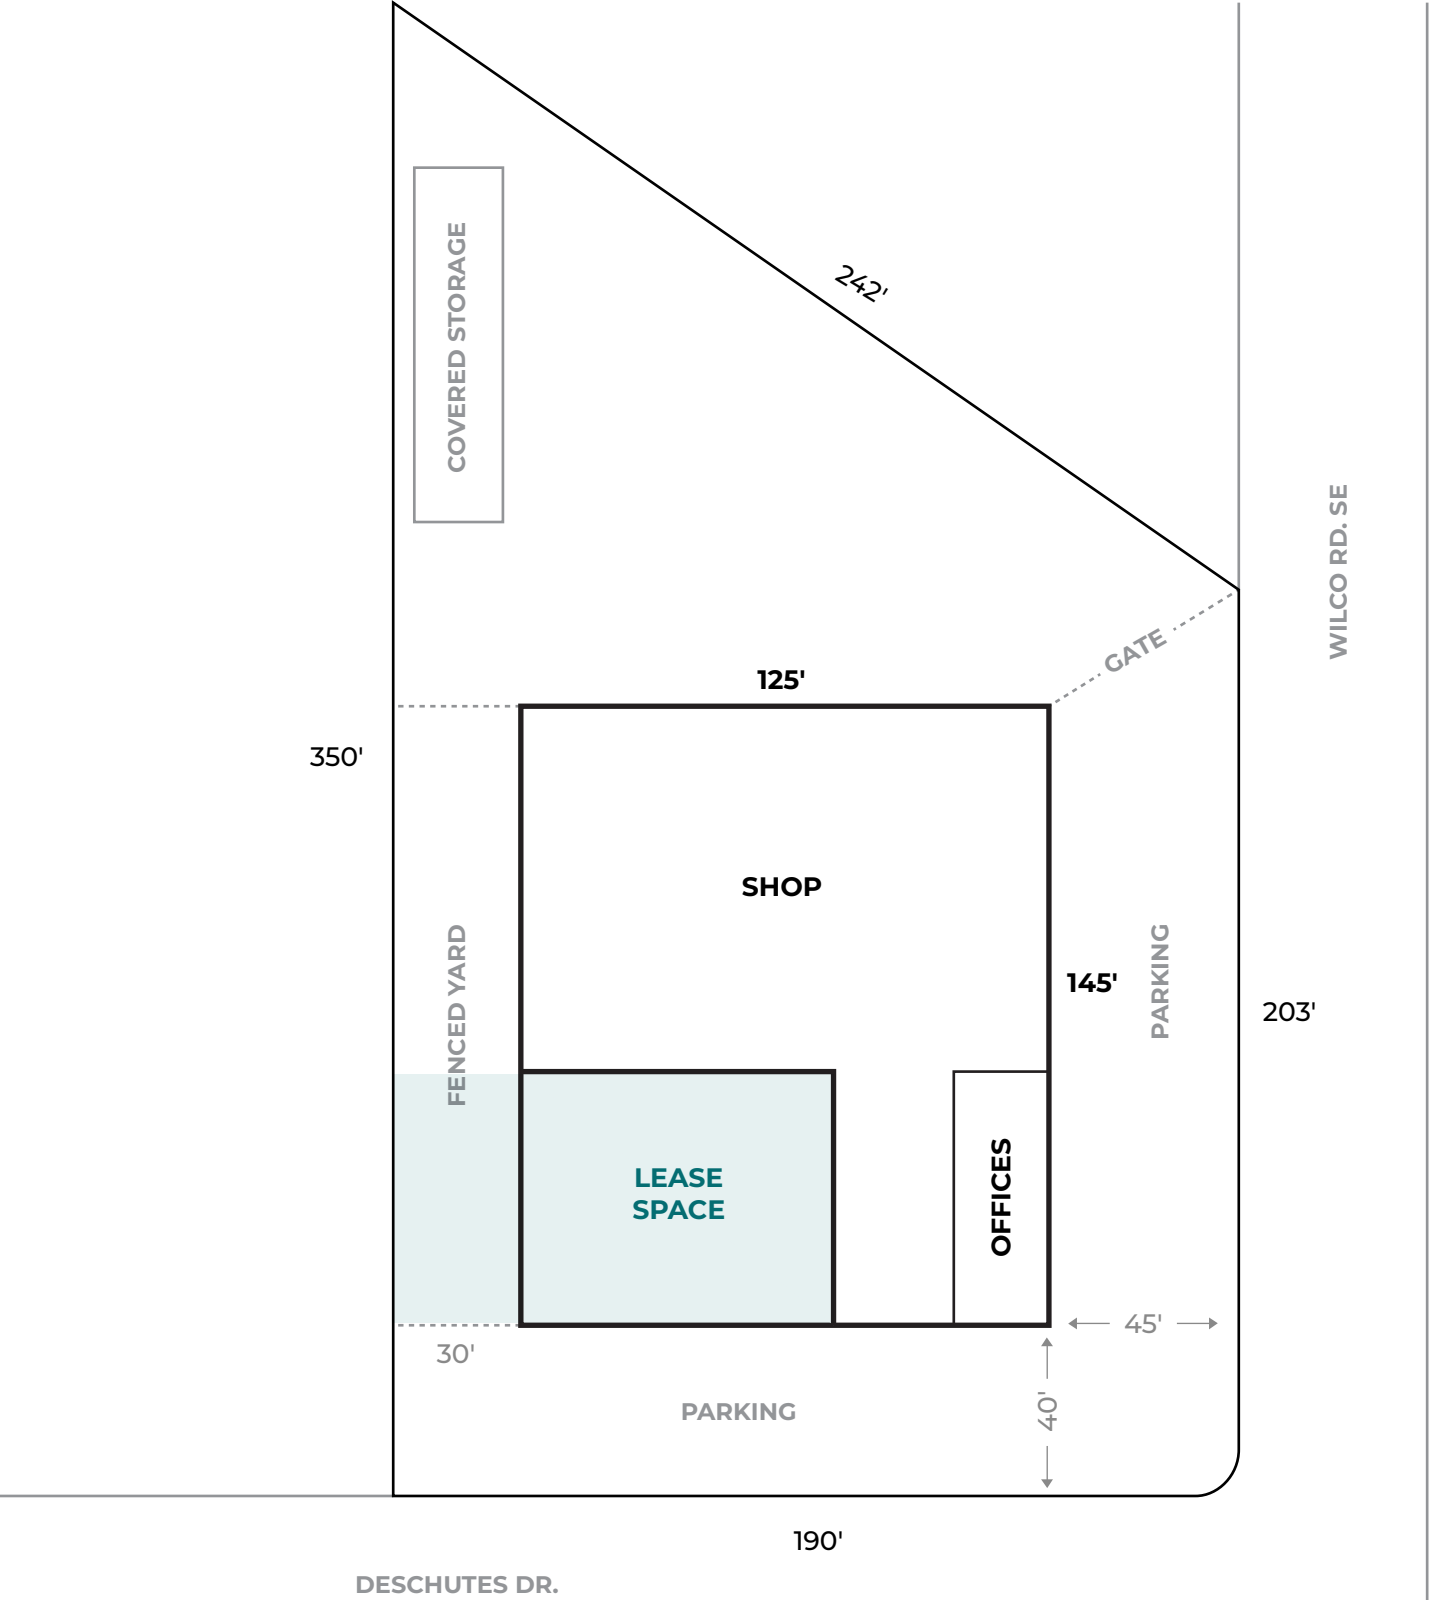 242'
COVERED STORAGE
WILCO RD. SE
GATE
125'
350'
SHOP
FENCED YARD
145'
PARKING
203'
LEASE
SPACE
OFFICES
45'
30'
40'
PARKING
190'
DESCHUTES DR.